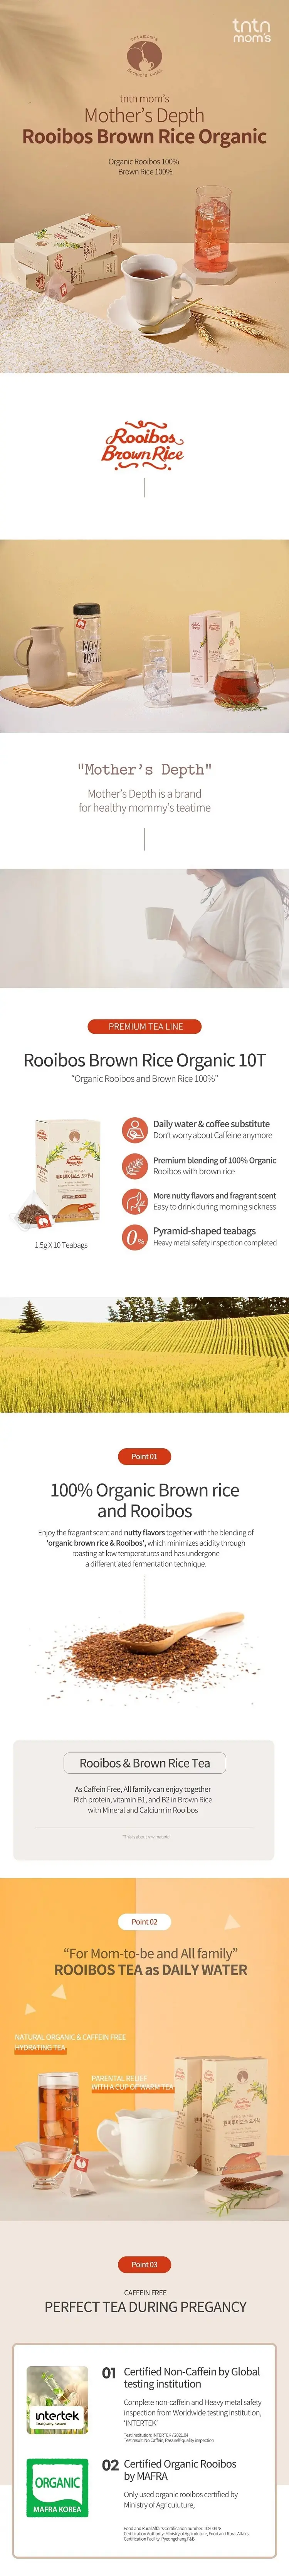 tntn
mom's
tntn mom's
Mother's Depth
tntn mom's
Mother's Depth
Rooibos Brown Rice Organic
Organic Rooibos 100%
Brown Rice 100%
Rooibos
Brown Rice
MOM'
BOTTL
"Mother's Depth"
Mother's Depth is a brand
for healthy mommy's teatime
PREMIUM TEA LINE
Rooibos Brown Rice Organic 10T
"Organic Rooibos and Brown Rice 100%"
Daily water & coffee substitute
Don't worry about Caffeine anymore
Premium blending of 100% Organic
Rooibos with brown rice
More nutty flavors and fragrant scent
Easy to drink during morning sickness
0%
Pyramid-shaped teabags
Heavy metal safety inspection completed
1.5g X 10 Teabags
Point 01
100% Organic Brown rice
and Rooibos
Enjoy the fragrant scent and nutty flavors together with the blending of
'organic brown rice & Rooibos', which minimizes acidity through
roasting at low temperatures and has undergone
a differentiated fermentation technique.
Rooibos & Brown Rice Tea
As Caffein Free, All family can enjoy together
Rich protein, vitamin B1, and B2 in Brown Rice
with Mineral and Calcium in Rooibos
*This is about raw material
Point 02
“For Mom-to-be and All family”
ROOIBOS TEA as DAILY WATER
NATURAL ORGANIC & CAFFEIN FREE
HYDRATING TEA
PARENTAL RELIEF
WITH A CUP OF WARM TEA
Point 03
CAFFEIN FREE
PERFECT TEA DURING PREGANCY
intertek
Total Quality. Assured.
01 Certified Non-Caffein by Global
testing institution
Complete non-caffein and Heavy metal safety
inspection from Worldwide testing institution,
'INTERTEK'
Test institution: INTERTEK / 2021.04
Test result: No Caffein, Pass self-quality inspection
ORGANIC
MAFRA KOREA
02 Certified Organic Rooibos
by MAFRA
Only used organic rooibos certified by
Ministry of Agriculuture,
Certification Authority: Ministry of Agriculuture, Food and Rural Affairs
Certification Facility: Pyeongchang F&B